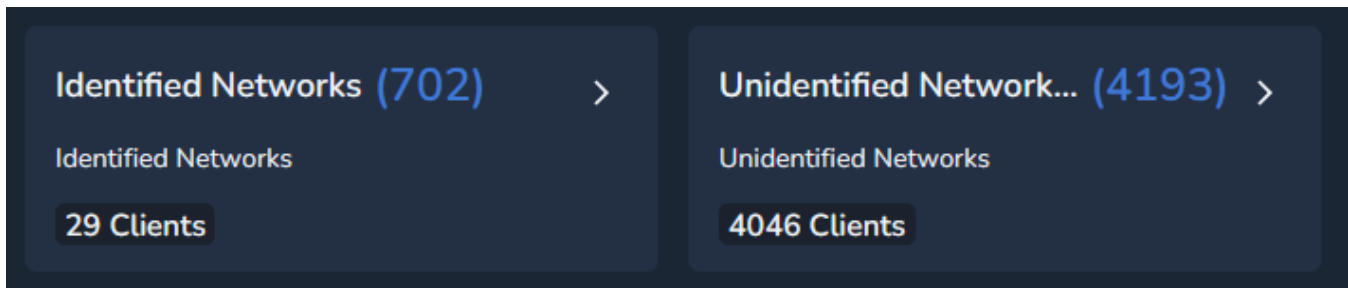 Identified Networks (702)
Identified Networks
29 Clients
Unidentified Network... (4193)
Unidentified Networks
4046 Clients